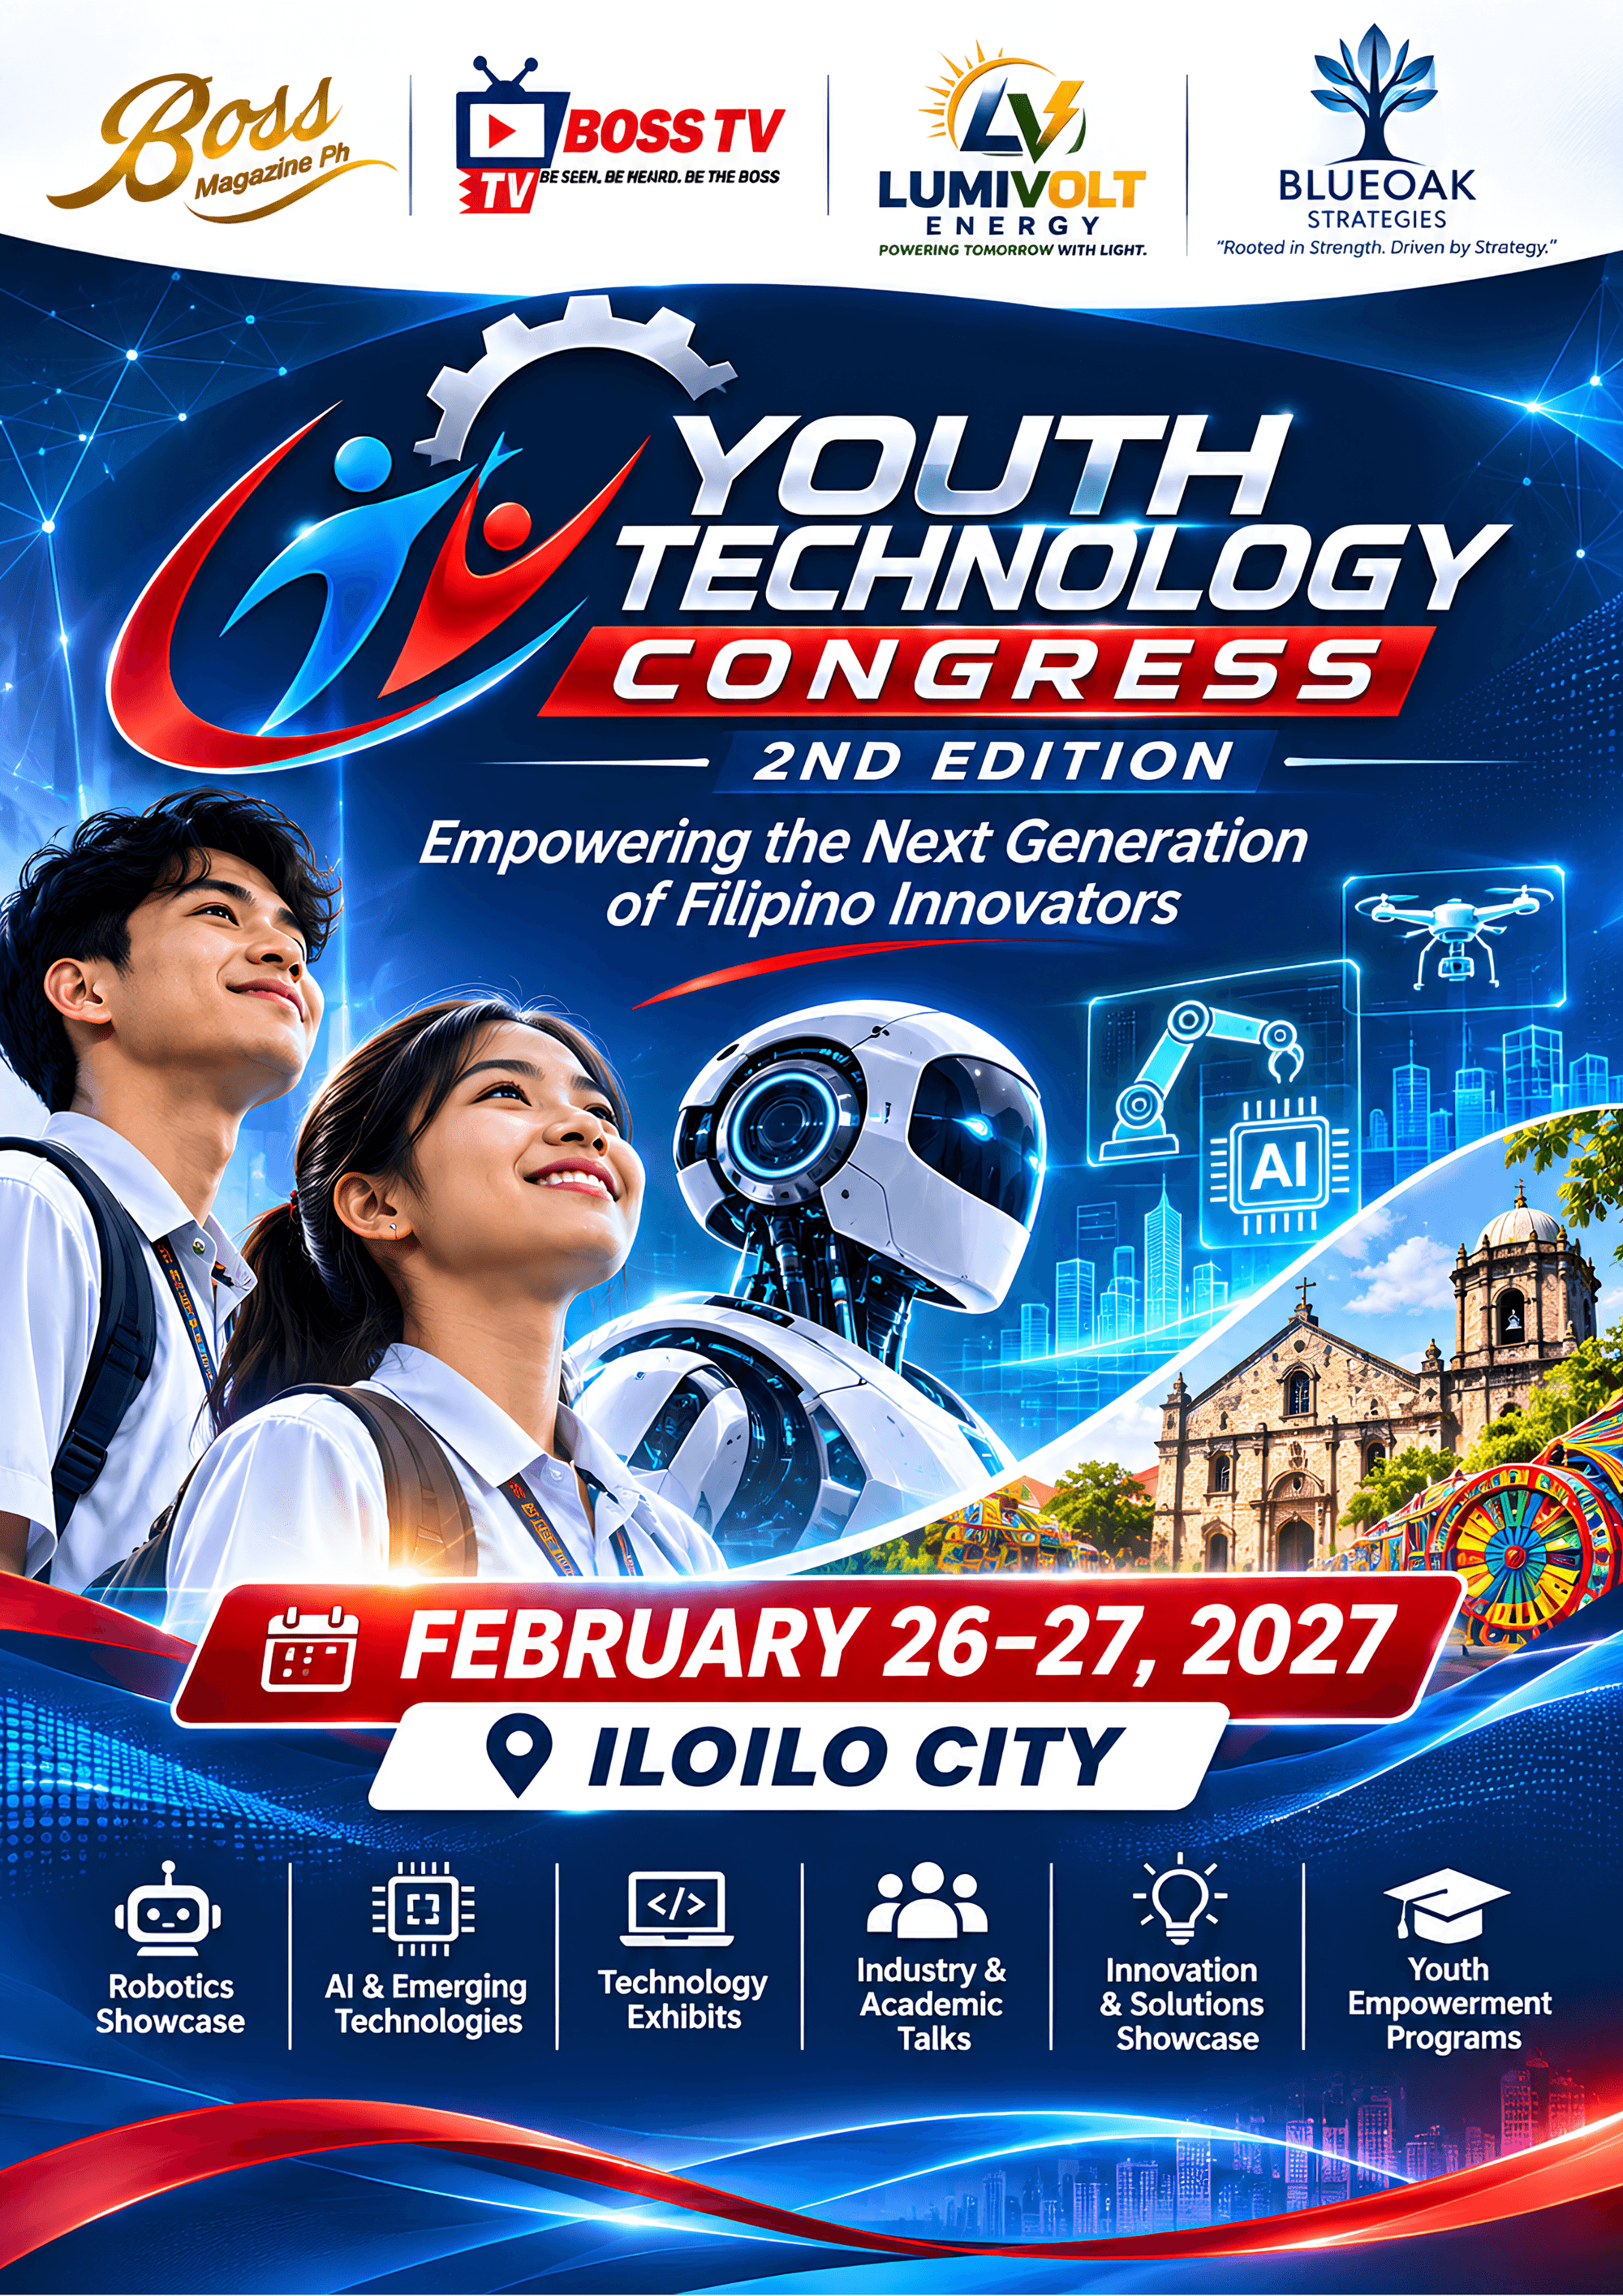 Boss
Magazine Ph
TV
BOSS TV
BE SEEN. BE HEARD. BE THE BOSS
LV
LUMIVOLT
ENERGY
POWERING TOMORROW WITH LIGHT.
BLUEOAK
STRATEGIES
"Rooted in Strength. Driven by Strategy."
YOUTH
TECHNOLOGY
CONGRESS
2ND EDITION
Empowering the Next Generation
of Filipino Innovators
AI
FEBRUARY 26-27, 2027
ILOILO CITY
Robotics
Showcase
AI & Emerging
Technologies
</>
Technology
Exhibits
Industry &
Academic
Talks
Innovation
& Solutions
Showcase
Youth
Empowerment
Programs